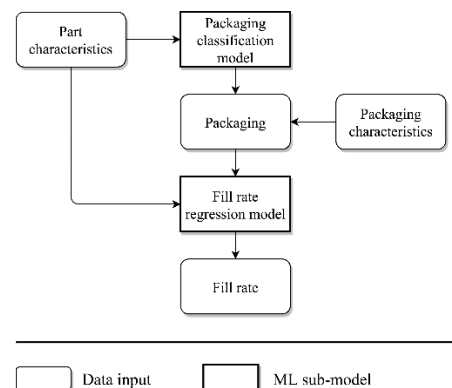 Part
characteristics
Packaging
classification
model
Packaging
Packaging
characteristics
Fill rate
regression model
Fill rate
Data input
ML sub-model